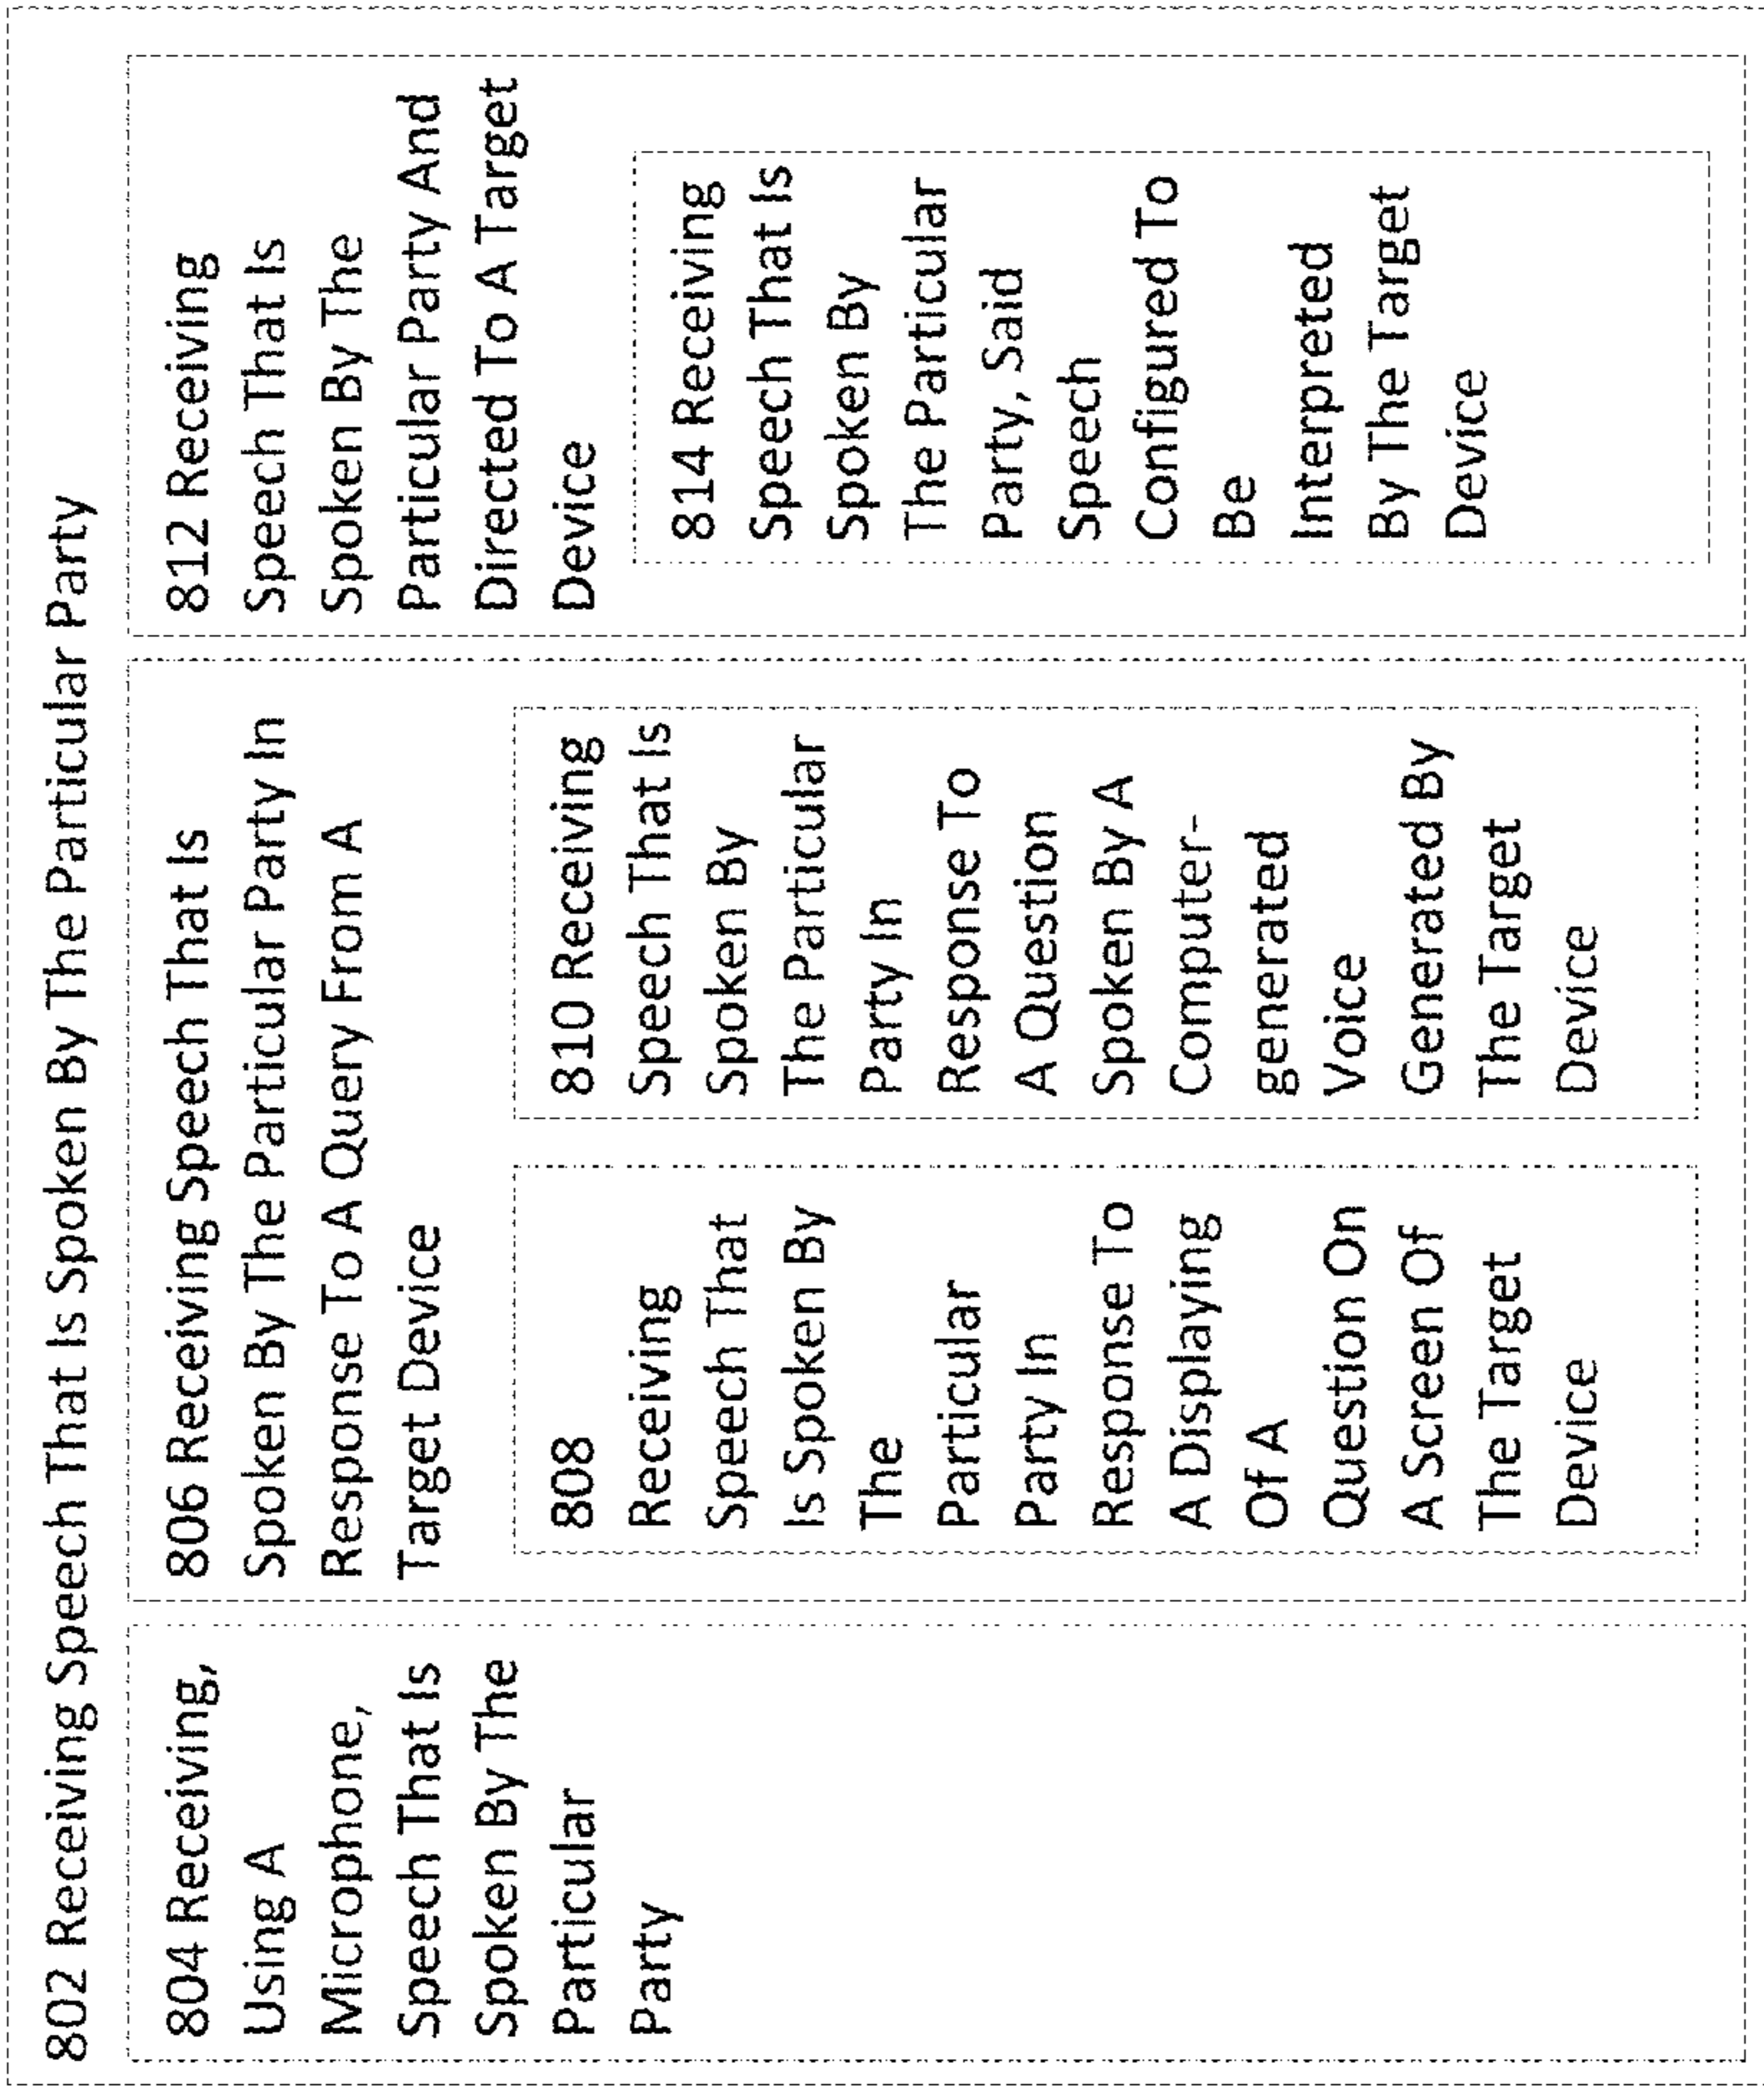 802 Receiving Speech That Is Spoken By The Particular Party
804 Receiving,
Using A
Microphone,
Speech That Is
Spoken By The
Particular
Party
806 Receiving Speech That Is
Spoken By The Particular Party In
Response To A Query From A
Target Device
808
Receiving
Speech That
Is Spoken By
The
Particular
Party In
Response To
A Displaying
Of A
Question On
A Screen Of
The Target
Device
810 Receiving
Speech That Is
Spoken By
The Particular
Party In
Response To
A Question
Spoken By A
Computer-
generated
Voice
Generated By
The Target
Device
812 Receiving
Speech That Is
Spoken By The
Particular Party And
Directed To A Target
Device
814 Receiving
Speech That Is
Spoken By
The Particular
Party, Said
Speech
Configured To
Be
Interpreted
By The Target
Device